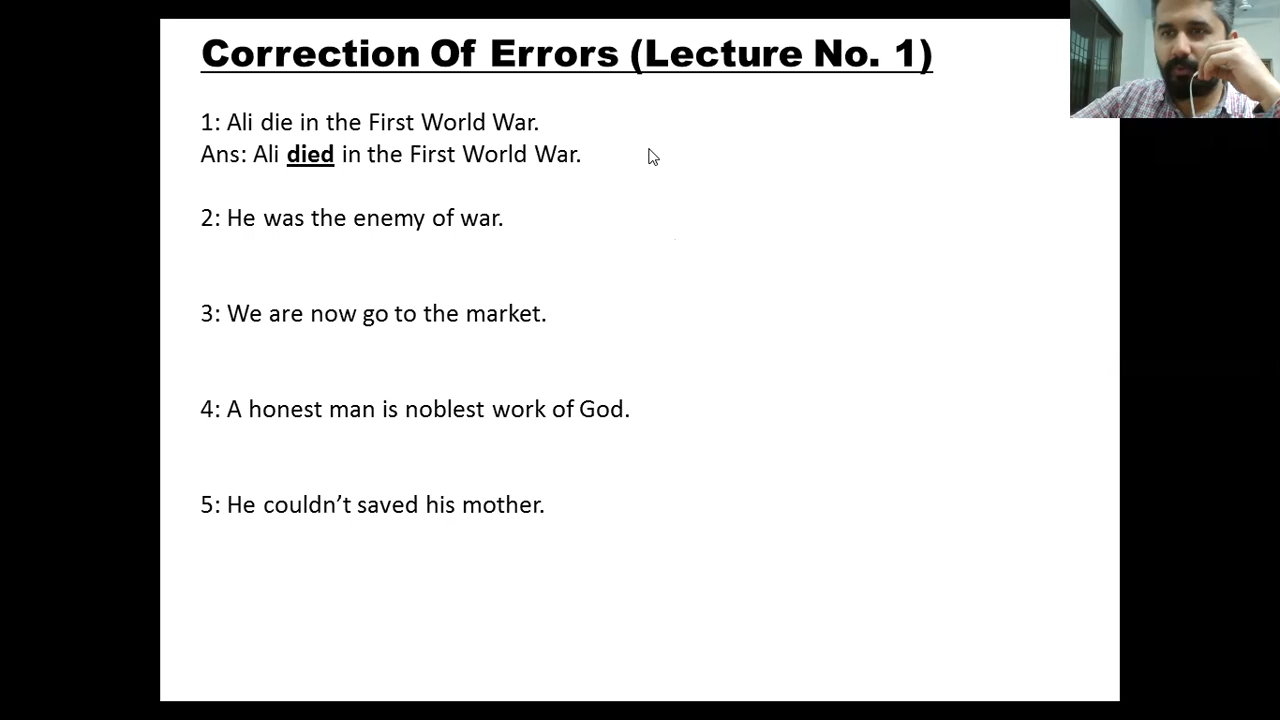 Correction Of Errors (Lecture No. 1)
1: Ali die in the First World War.
Ans: Ali died in the First World War.
2: He was the enemy of war.
3: We are now go to the market.
4: A honest man is noblest work of God.
5: He couldn’t saved his mother.